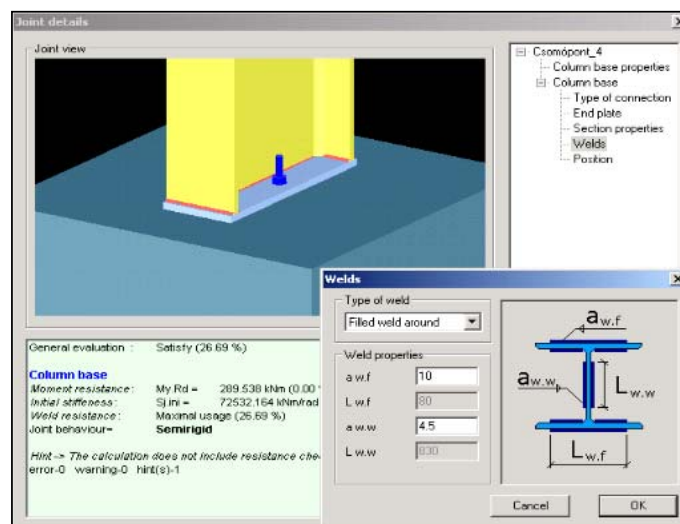 Joint details
Joint view
Csomópont_4
Column base properties
Column base
Type of connection
End plate
Section properties
Welds
Position
General evaluation : Satisfy (26.69 %)
Column base
Moment resistance: My Rd = 289.538 kNm (0.00
Initial stiffness: Sj.ini = 72532.164 kNm/rad
Weld resistance: Maximal usage (26.69 %)
Joint behaviour= Semirigid
Hint -> The calculation does not include resistance che
error-0 warning-0 hint(s)-1
Welds
Type of weld
Filled weld around
Weld properties
a w.f 10
L w.f 80
a w.w 4.5
L w.w 830
a w.f
a w.w
L w.w
L w.f
Cancel
OK